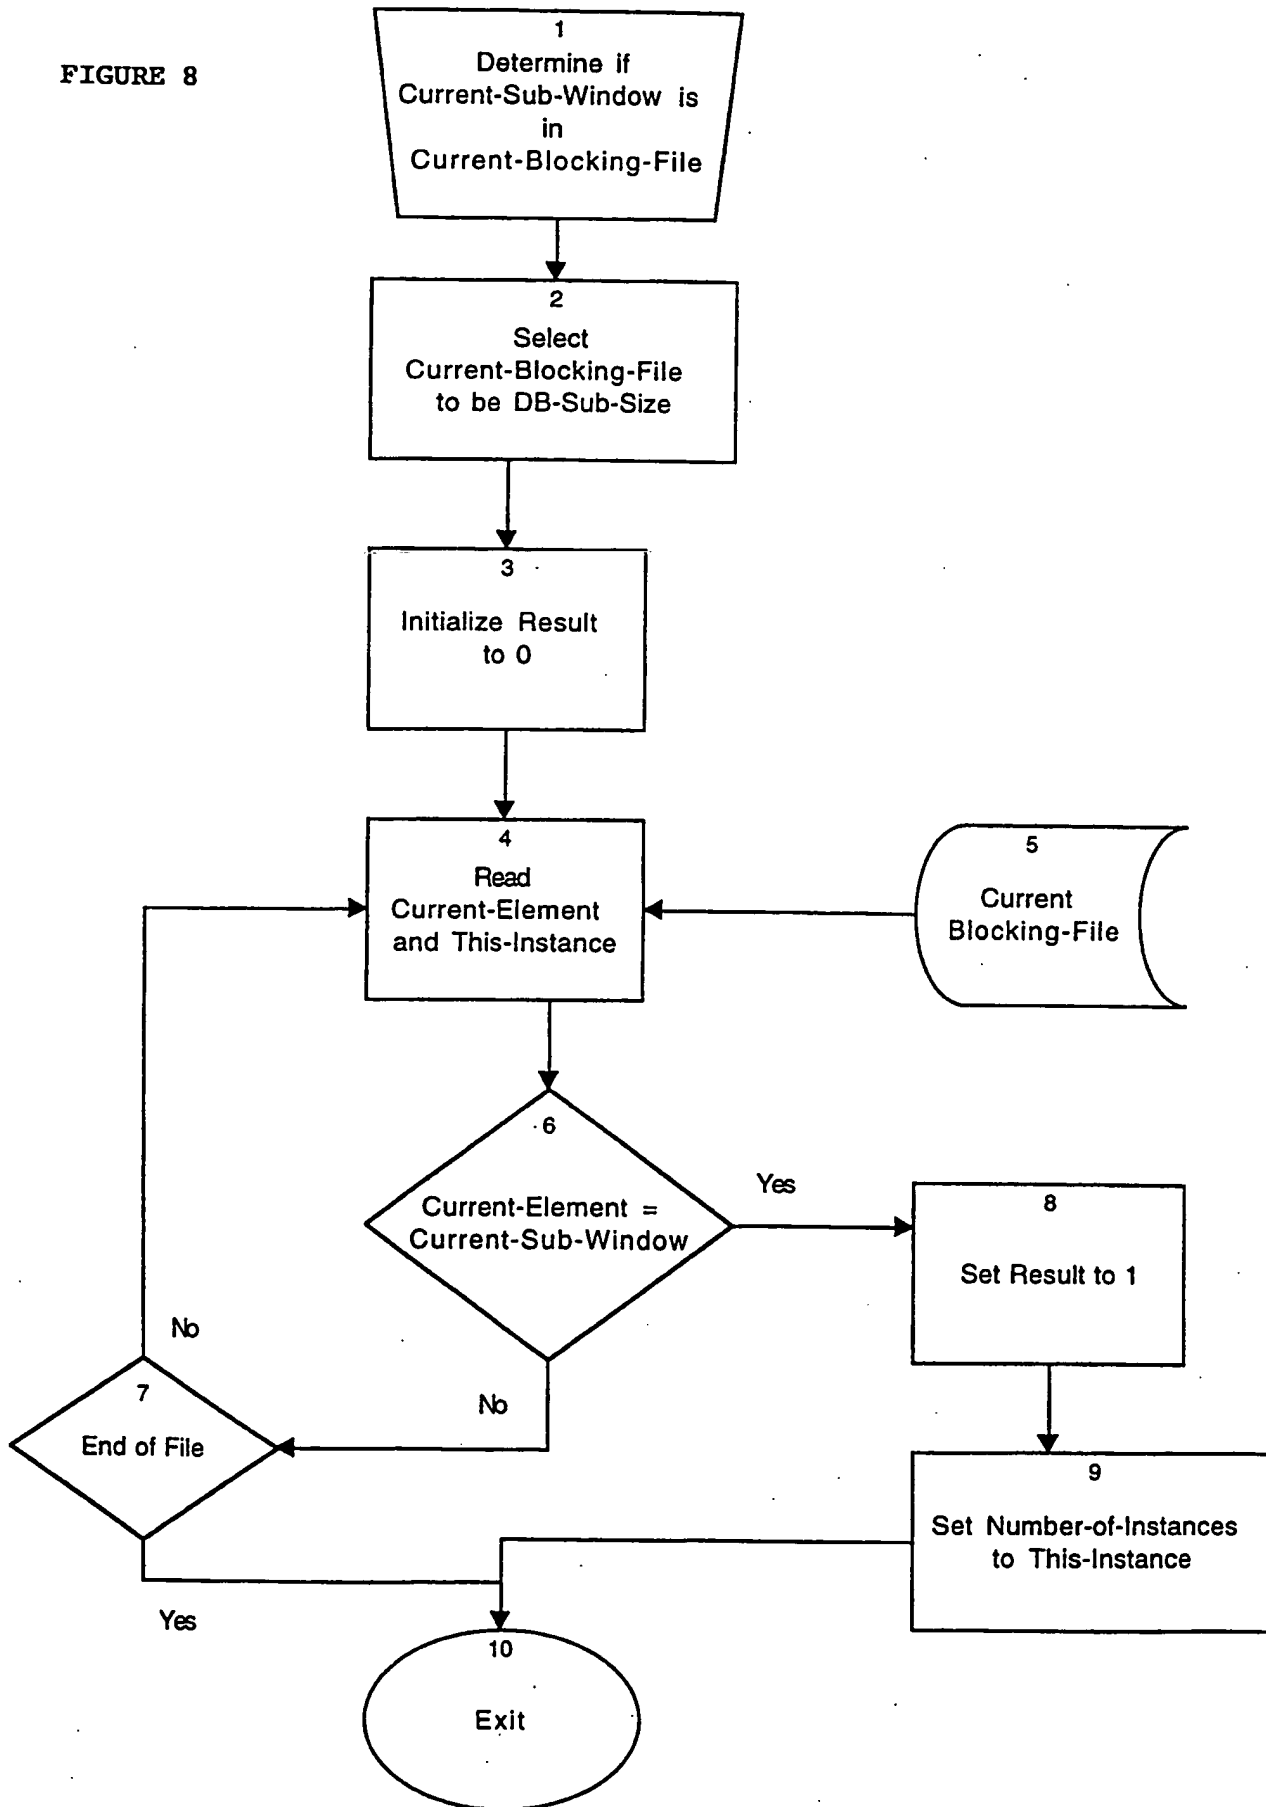 FIGURE 8
1
Determine if
Current-Sub-Window is
in
Current-Blocking-File
2
Select
Current-Blocking-File
to be DB-Sub-Size
3
Initialize Result
to 0
4
Read
Current-Element
and This-Instance
5
Current
Blocking-File
6
Current-Element =
Current-Sub-Window
Yes
8
Set Result to 1
No
7
End of File
No
9
Set Number-of-Instances
to This-Instance
Yes
10
Exit